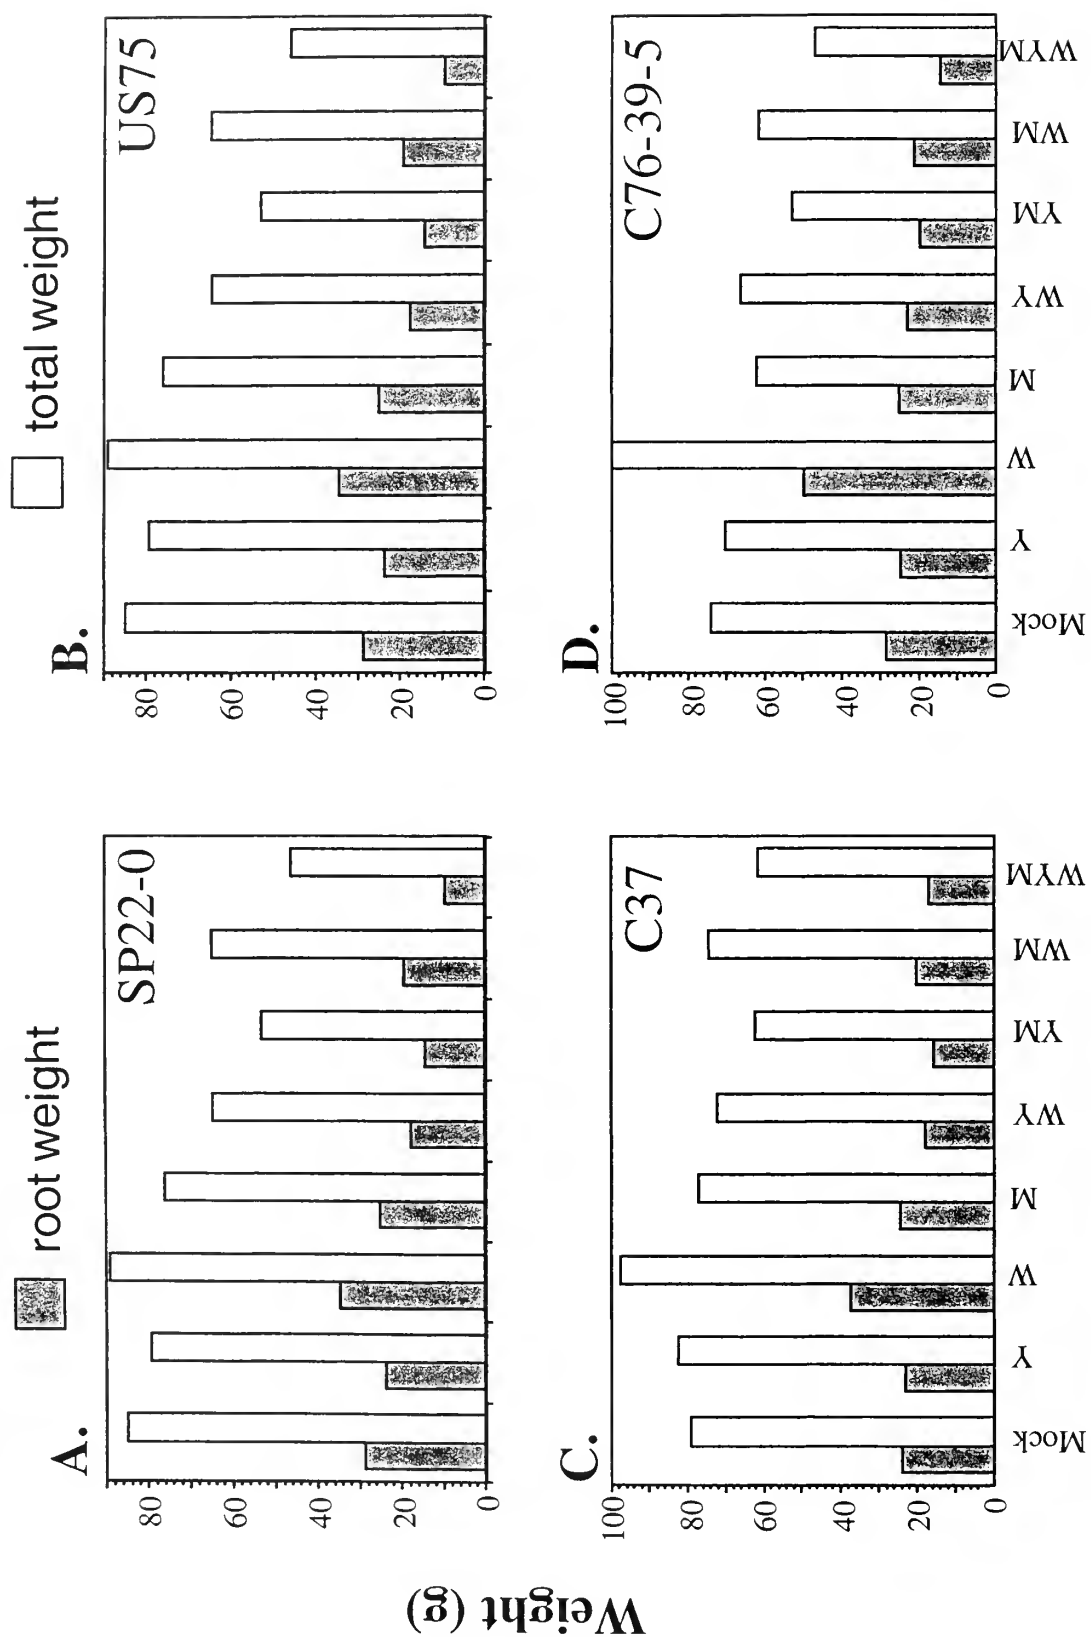 root weight
total weight
Weight (g)
A.
SP22-0
80
60
40
20
0
B.
US75
80
60
40
20
0
C.
C37
100
80
60
40
20
0
Mock
Y
W
M
WY
YM
WM
WYM
D.
C76-39-5
100
80
60
40
20
0
Mock
Y
W
M
WY
YM
WM
WYM